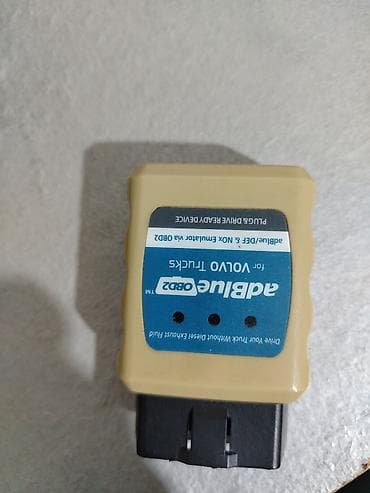 Drive Your Truck Without Diesel Exhaust Fluid
adBlue OBD2 ™
for VOLVO Trucks
adBlue/DEF & NOx Emulator via OBD2
PLUG& DRIVE READY DEVICE